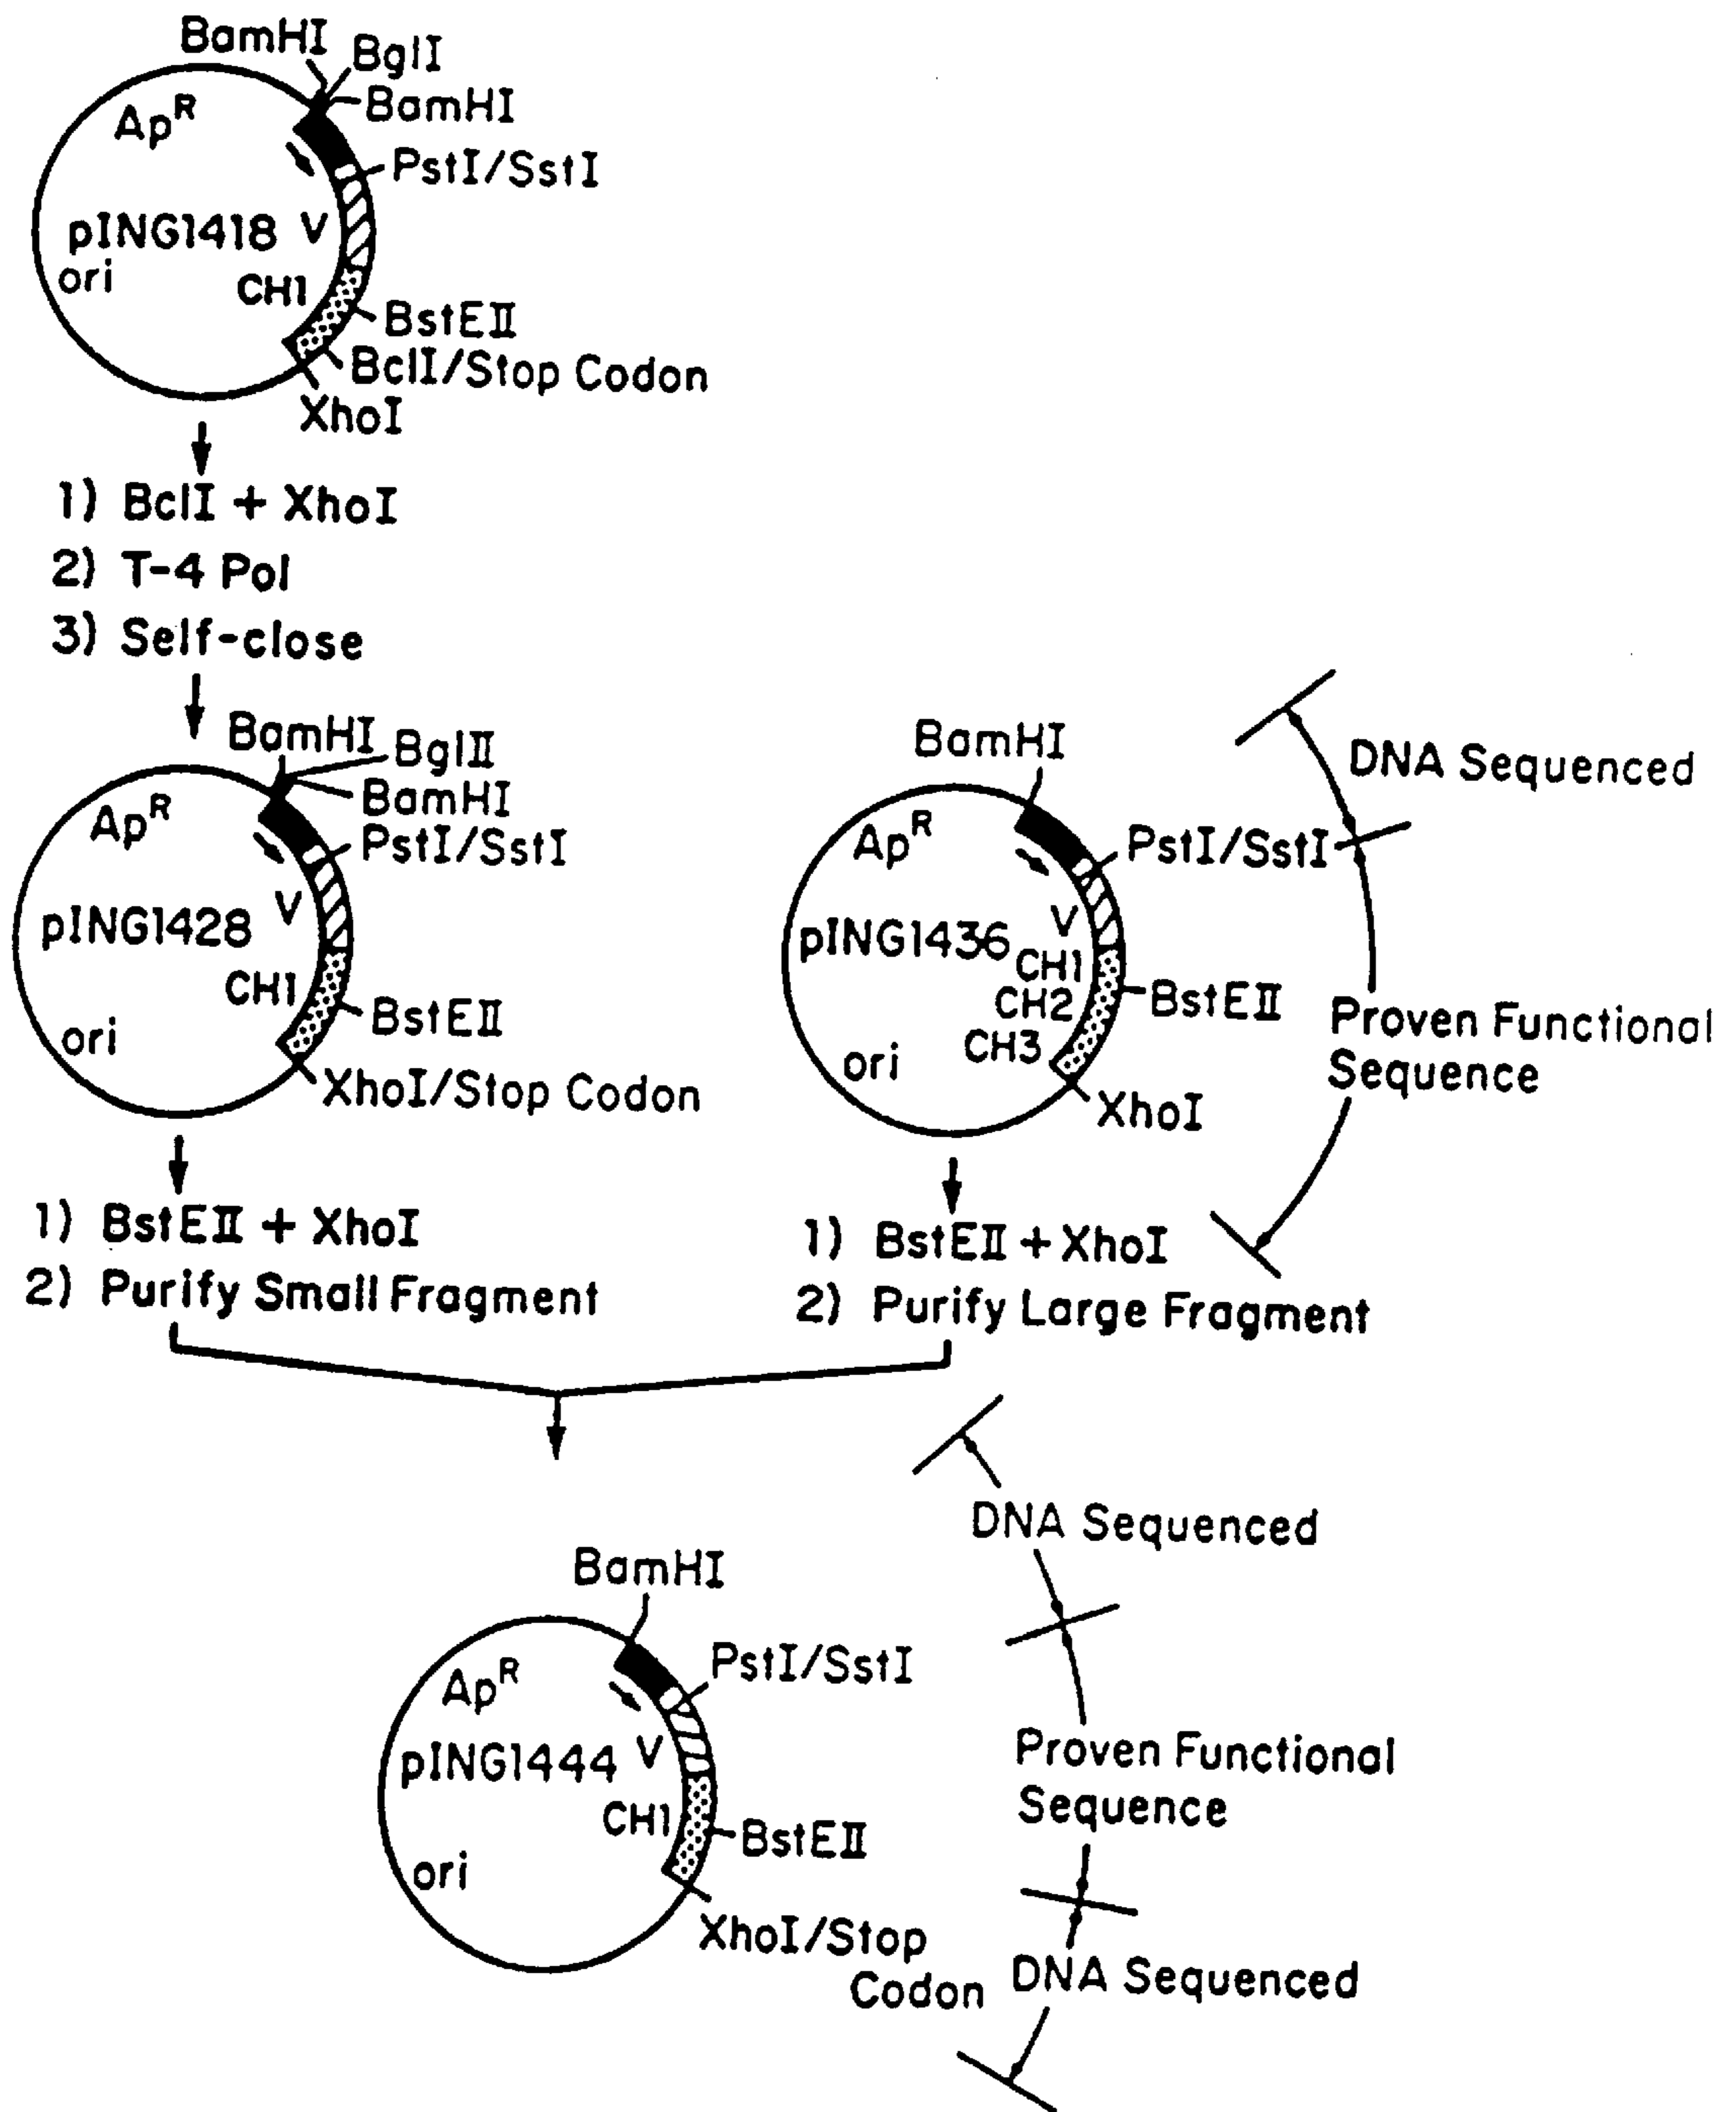 BamHI
BglI
BamHI
Ap^R
PstI/SstI
pING1418
V
ori
CH1
BstEII
BclI/Stop Codon
XhoI
1) BclI + XhoI
2) T-4 Pol
3) Self-close
BamHI
BglII
BamHI
Ap^R
PstI/SstI
V
pING1428
CH1
BstEII
ori
XhoI/Stop Codon
1) BstEII + XhoI
2) Purify Small Fragment
BamHI
Ap^R
PstI/SstI
V
pING1436
CH1
CH2
BstEII
CH3
ori
XhoI
DNA Sequenced
Proven Functional
Sequence
1) BstEII + XhoI
2) Purify Large Fragment
BamHI
Ap^R
PstI/SstI
V
pING1444
CH1
BstEII
ori
XhoI/Stop
Codon
DNA Sequenced
Proven Functional
Sequence
DNA Sequenced